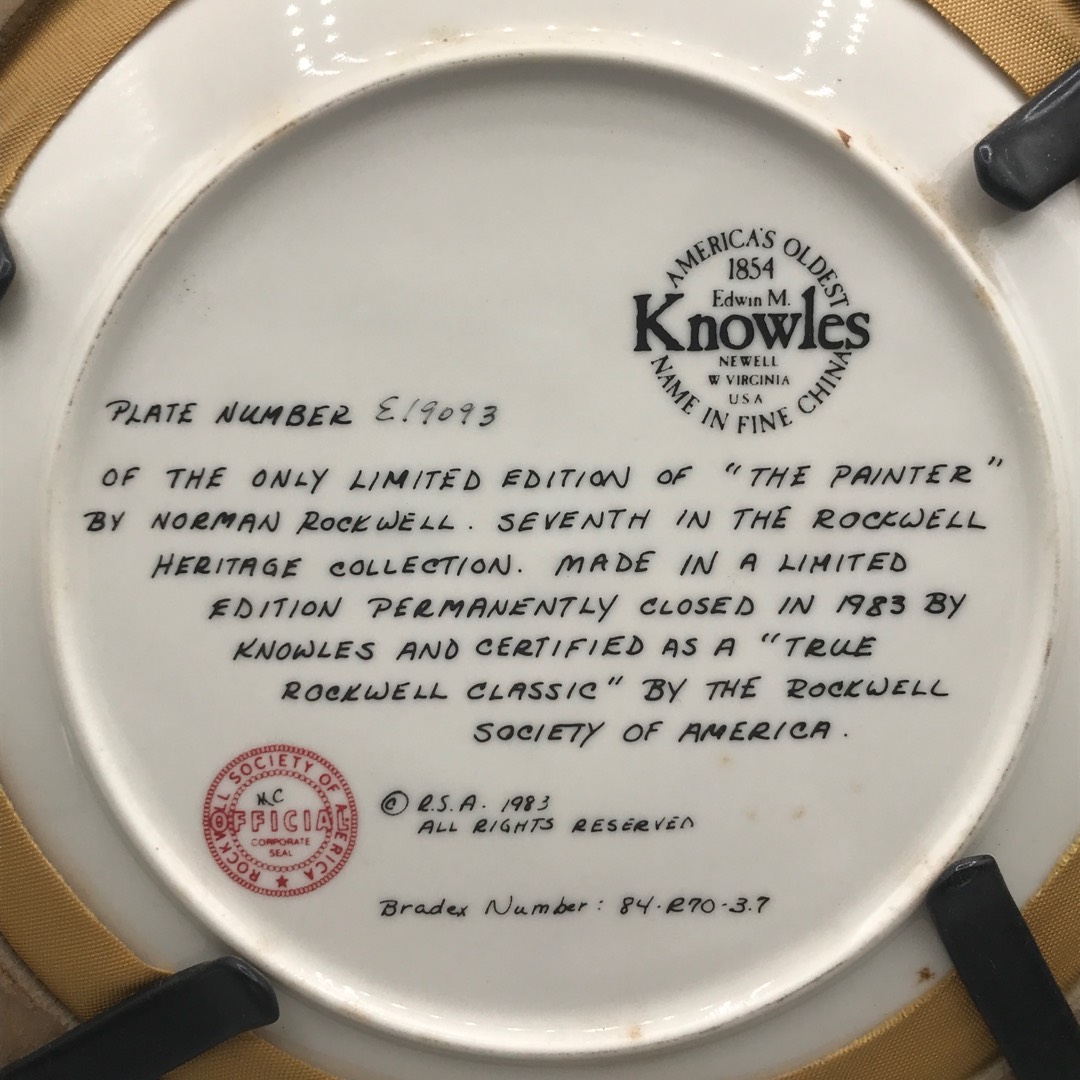 AMERICA'S OLDEST
1854
Edwin M.
Knowles
NEWELL
W VIRGINIA
USA
NAME IN FINE CHINA
PLATE NUMBER E19093
OF THE ONLY LIMITED EDITION OF "THE PAINTER"
BY NORMAN ROCKWELL. SEVENTH IN THE ROCKWELL
HERITAGE COLLECTION. MADE IN A LIMITED
EDITION PERMANENTLY CLOSED IN 1983 BY
KNOWLES AND CERTIFIED AS A "TRUE
ROCKWELL CLASSIC" BY THE ROCKWELL
SOCIETY OF AMERICA.
ROCKWELL SOCIETY OF AMERICA
MC
OFFICIAL
CORPORATE
SEAL
© R.S.A. 1983
ALL RIGHTS RESERVED
Bradex Number: 84-R70-3.7